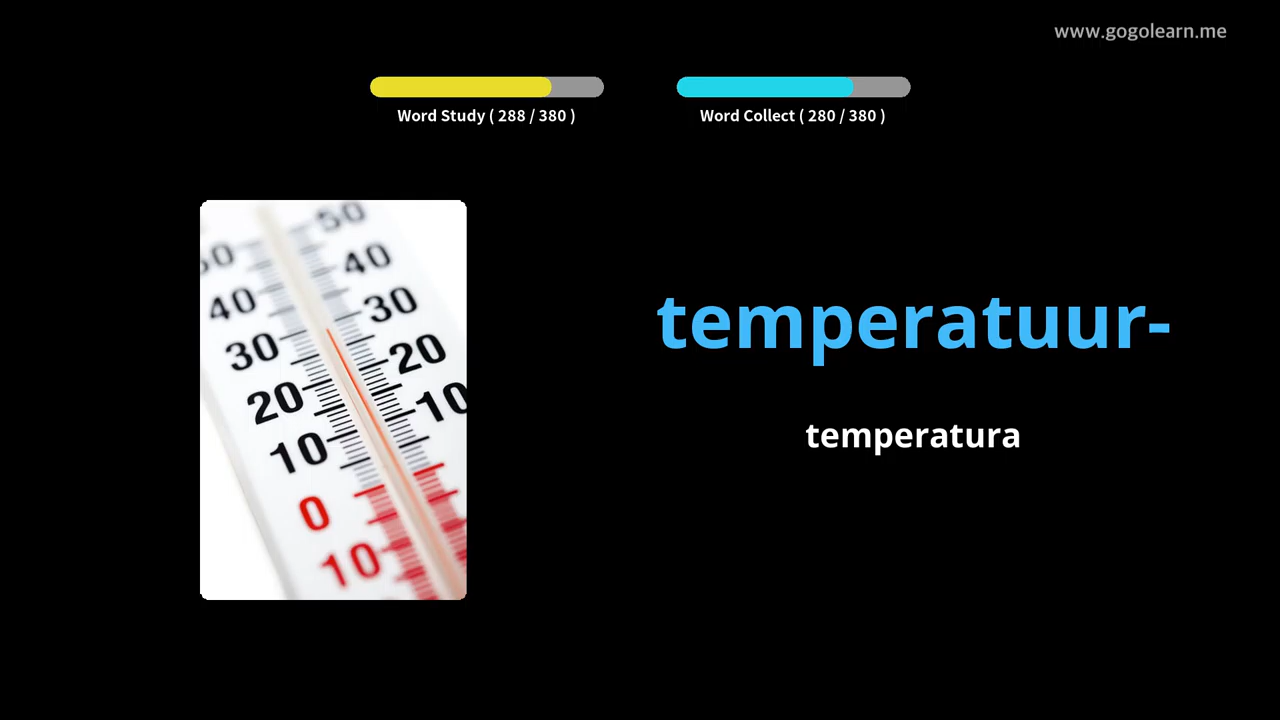 www.gogolearn.me
Word Study ( 288 / 380 )
Word Collect ( 280 / 380 )
50
50
40
40
30
30
20
20
10
10
0
10
temperatuur-
temperatura